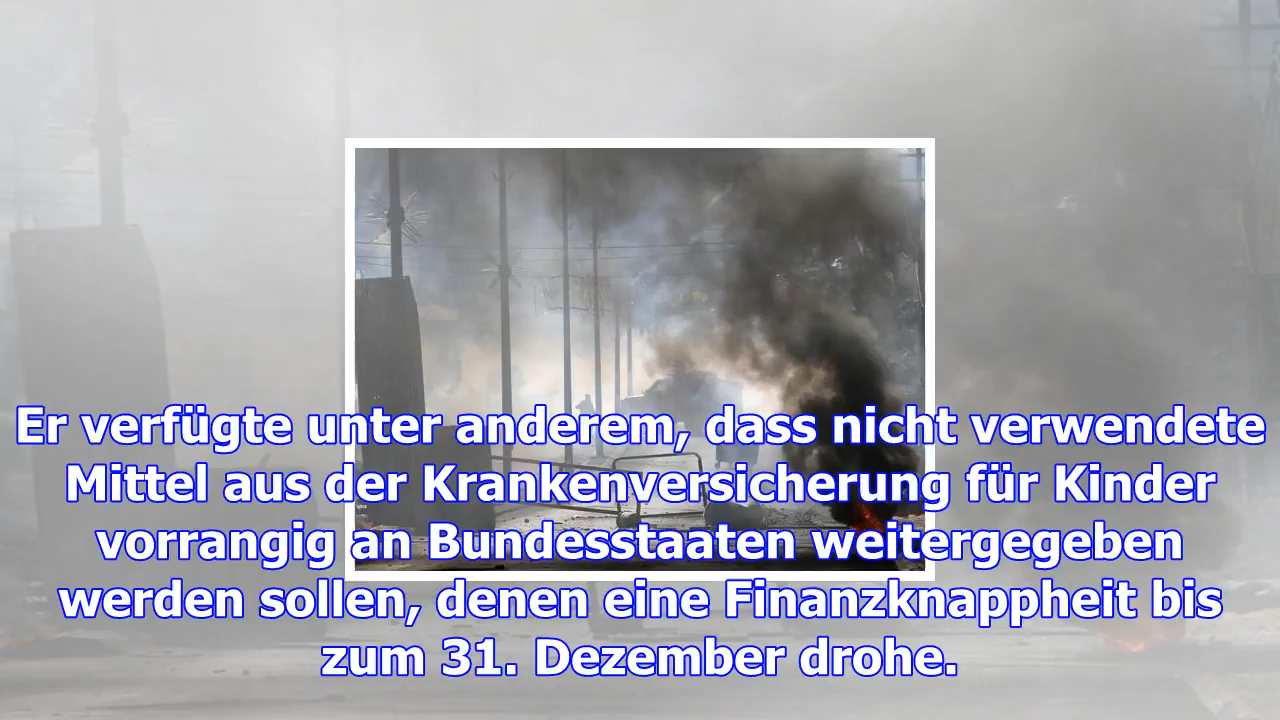 Er verfügte unter anderem, dass nicht verwendete
Mittel aus der Krankenversicherung für Kinder
vorrangig an Bundesstaaten weitergegeben
werden sollen, denen eine Finanzknappheit bis
zum 31. Dezember drohe.